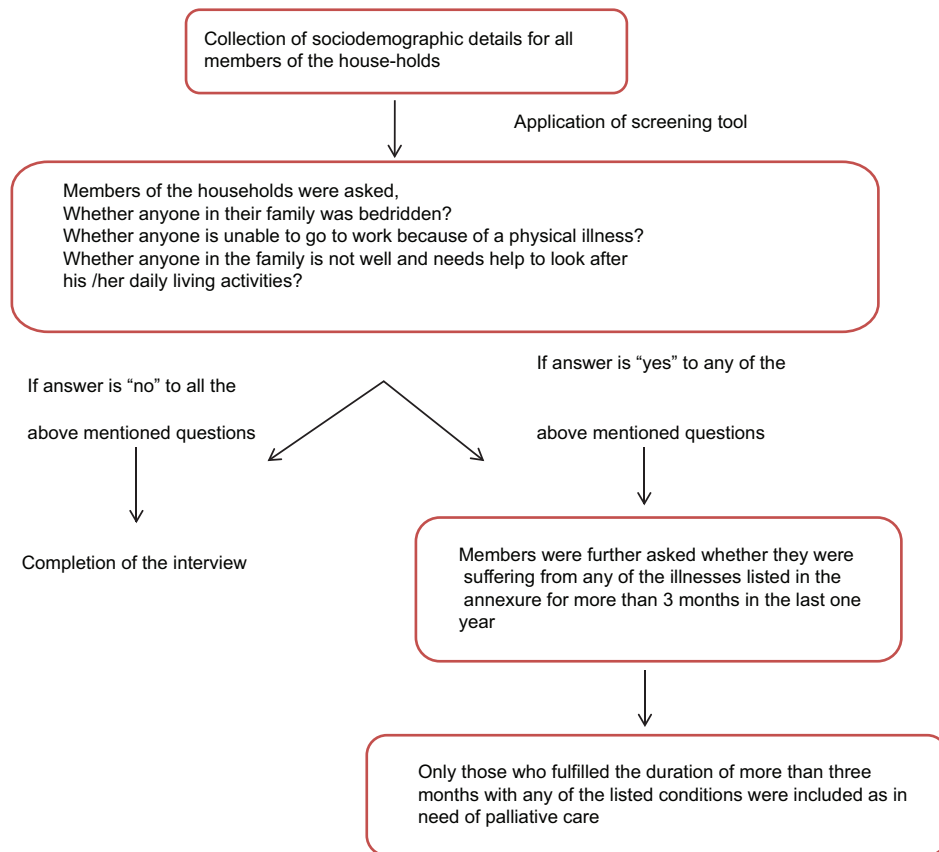 Collection of sociodemographic details for all
members of the house-holds
Application of screening tool
Members of the households were asked,
Whether anyone in their family was bedridden?
Whether anyone is unable to go to work because of a physical illness?
Whether anyone in the family is not well and needs help to look after
his /her daily living activities?
If answer is “no” to all the
above mentioned questions
If answer is “yes” to any of the
above mentioned questions
Completion of the interview
Members were further asked whether they were
suffering from any of the illnesses listed in the
annexure for more than 3 months in the last one
year
Only those who fulfilled the duration of more than three
months with any of the listed conditions were included as in
need of palliative care